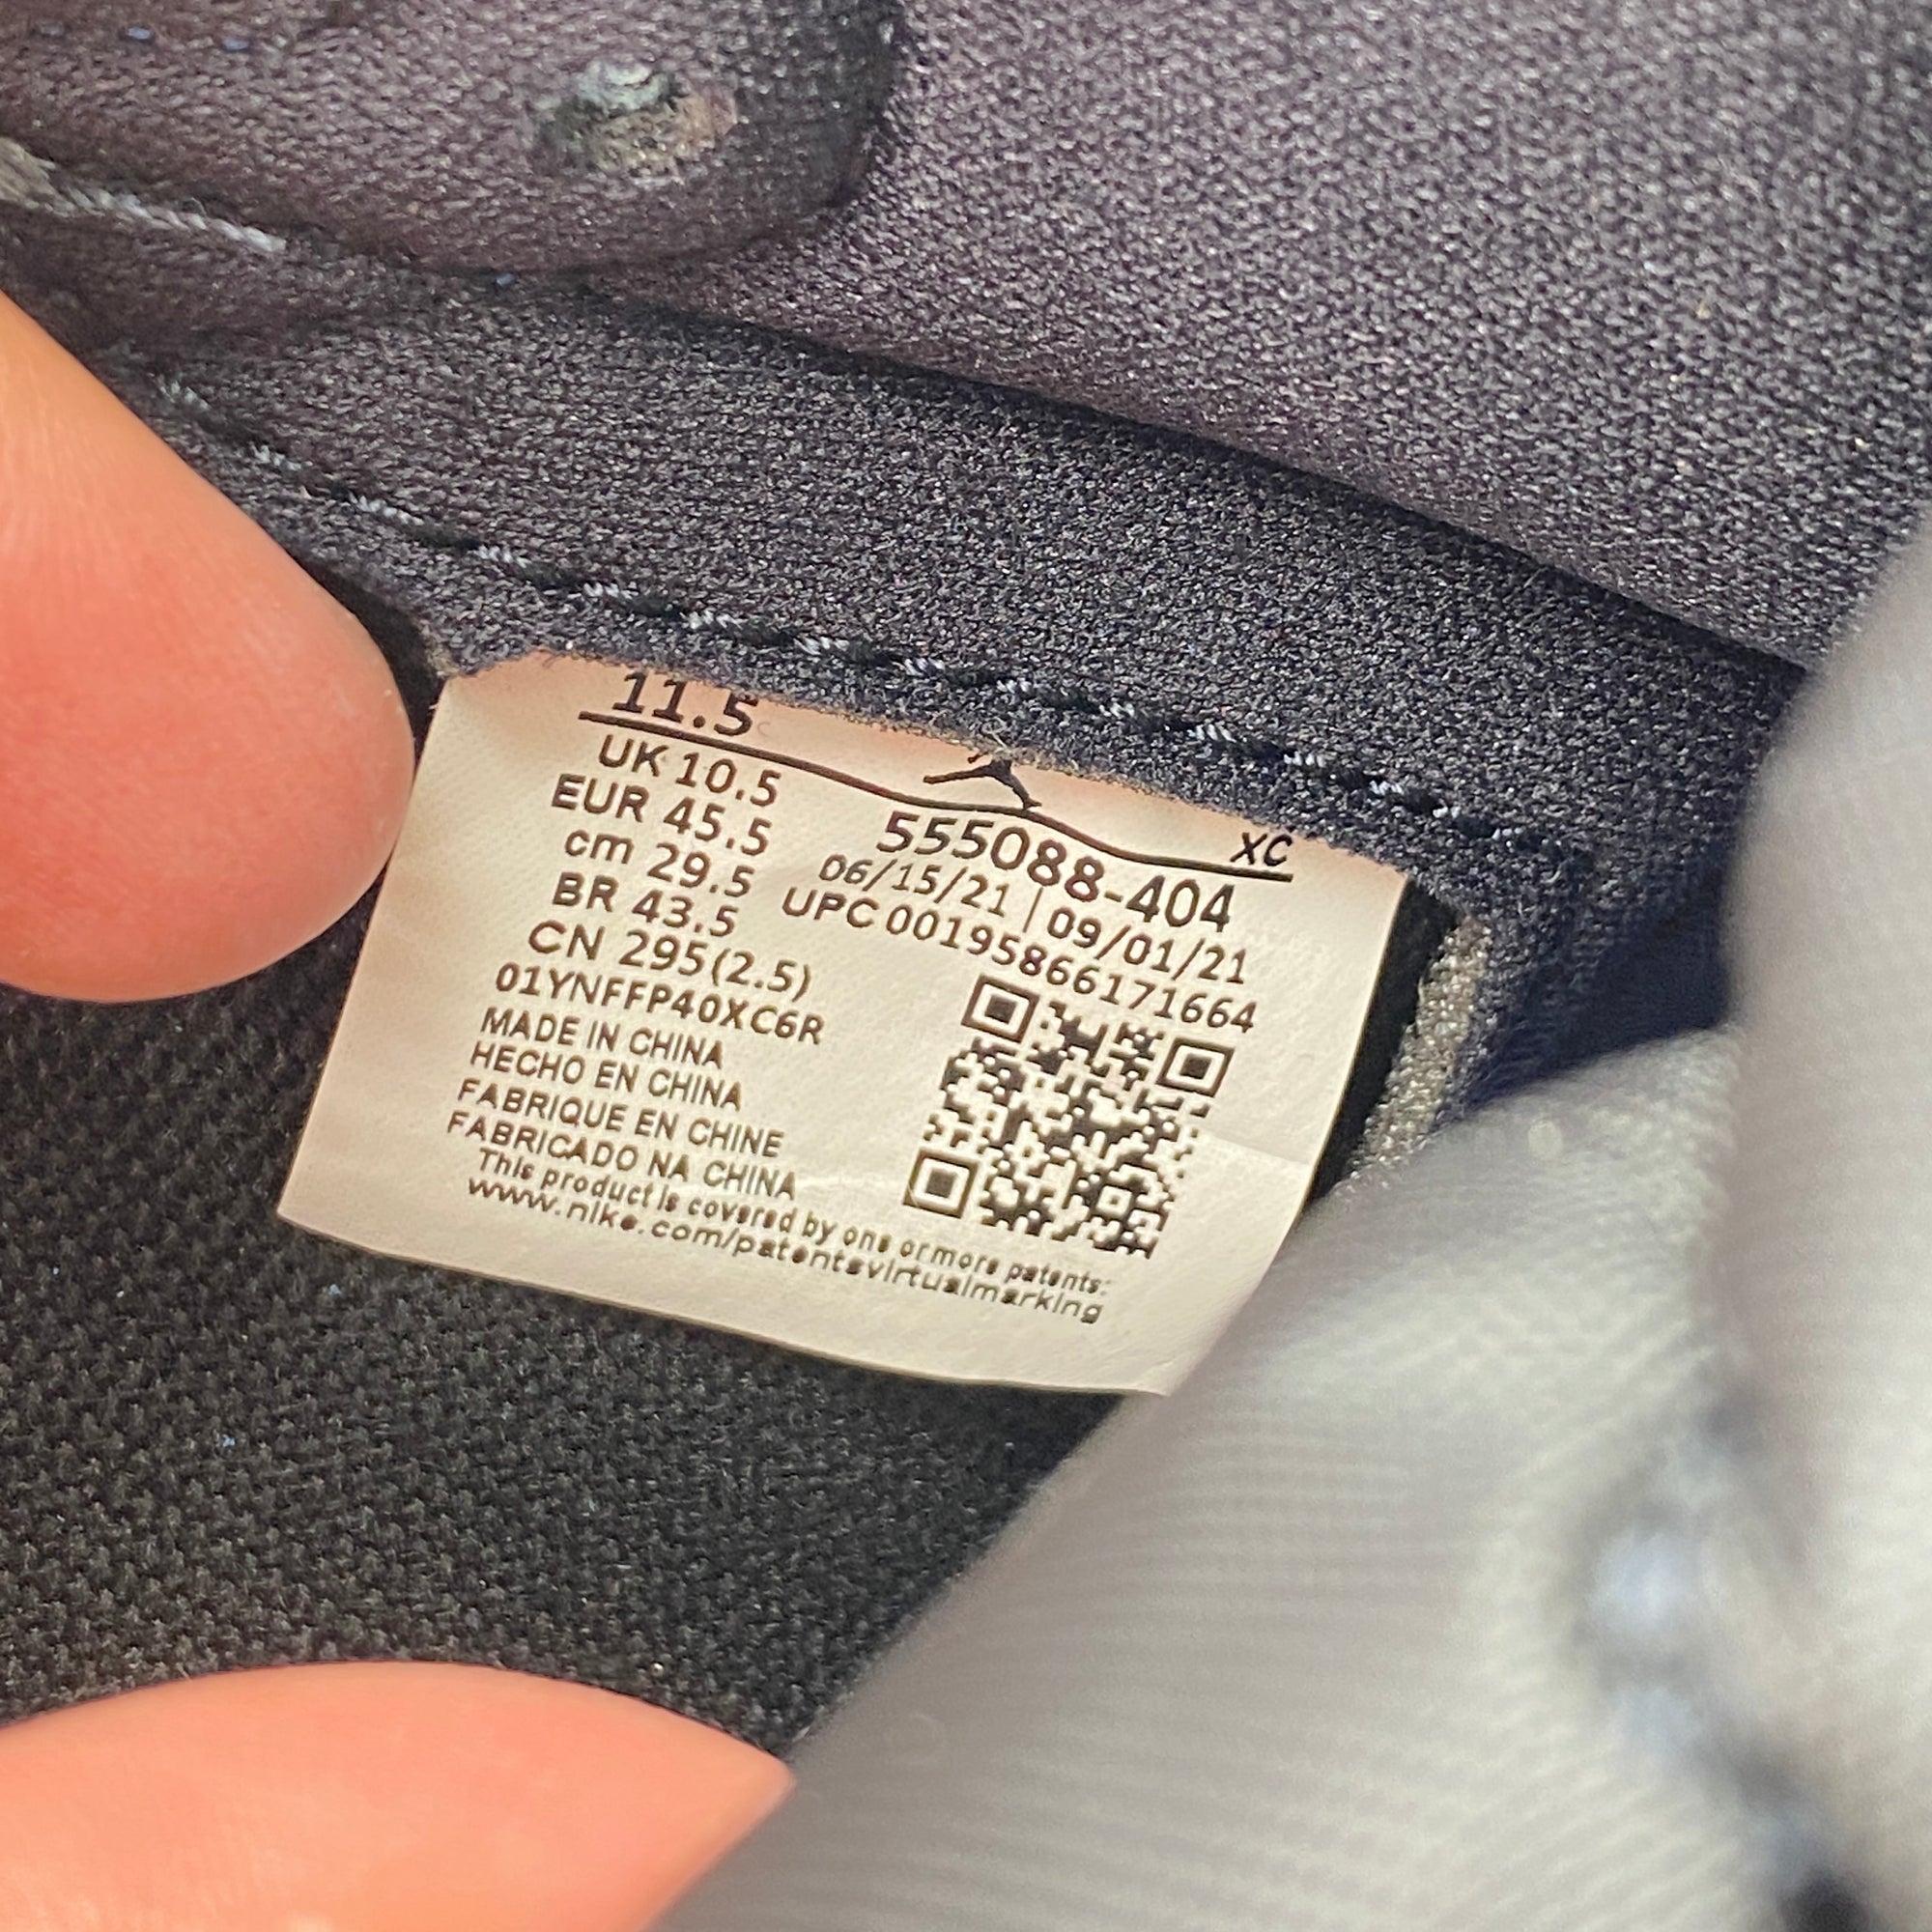 11.5
XC
UK 10.5
EUR 45.5
cm 29.5
BR 43.5
CN 295(2.5)
555088-404
06/15/21 | 09/01/21
UPC 00195866171664
01YNFFP40XC6R
MADE IN CHINA
HECHO EN CHINA
FABRIQUE EN CHINE
FABRICADO NA CHINA
This product is covered by one or more patents:
www.nike.com/patentsvirtualmarking